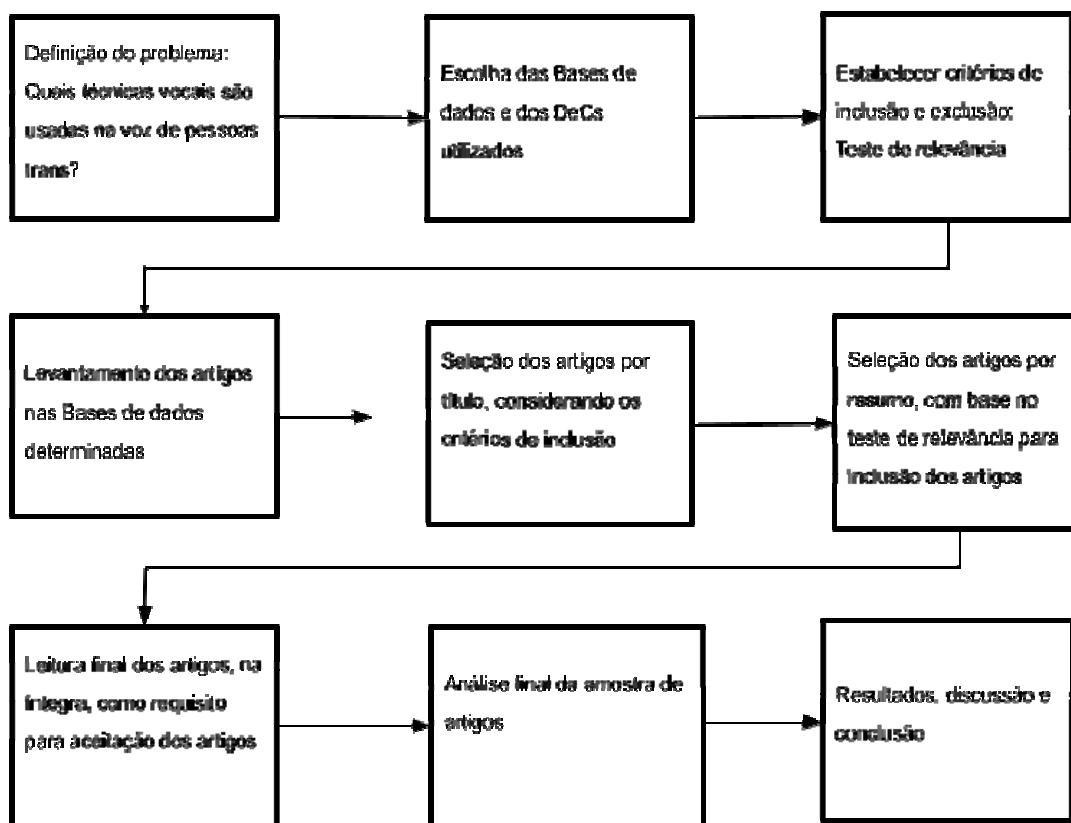 Definição do problema:
Quais técnicas vocais são
usadas na voz de pessoas
trans?
Escolha das Bases de
dados e dos DeCs
utilizados
Estabelecer critérios de
inclusão e exclusão:
Teste de relevância
Levantamento dos artigos
nas Bases de dados
determinadas
Seleção dos artigos por
título, considerando os
critérios de inclusão
Seleção dos artigos por
resumo, com base no
teste de relevância para
inclusão dos artigos
Leitura final dos artigos, na
íntegra, como requisito
para aceitação dos artigos
Análise final da amostra de
artigos
Resultados, discussão e
conclusão